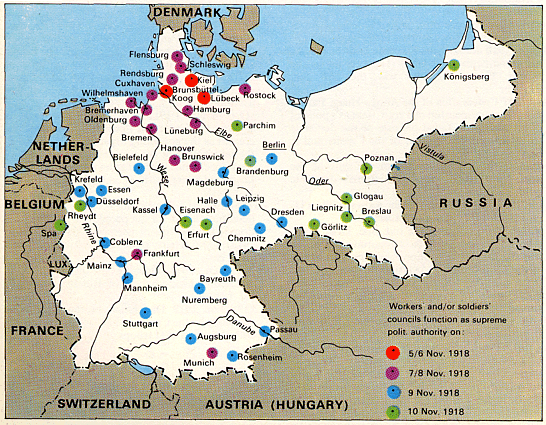 DENMARK
Flensburg
Schleswig
Rendsburg
Kiel
Cuxhaven
Brunsbüttel-
Koog
Lübeck
Rostock
Königsberg
Wilhelmshaven
Bremerhaven
Hamburg
Oldenburg
Lüneburg
Elbe
Parchim
Bremen
NETHER-
LANDS
Hanover
Berlin
Vistula
Bielefeld
Weser
Brunswick
Brandenburg
Poznan
Magdeburg
Oder
Krefeld
Essen
BELGIUM
Düsseldorf
Halle
Leipzig
Glogau
RUSSIA
Rheydt
Kassel
Eisenach
Liegnitz
Breslau
Spa
Rhine
Erfurt
Chemnitz
Dresden
Görlitz
Coblenz
Frankfurt
LUX.
Mainz
Bayreuth
Mannheim
Nuremberg
Stuttgart
Danube
Passau
FRANCE
Augsburg
Munich
Rosenheim
SWITZERLAND
AUSTRIA (HUNGARY)
Workers' and/or soldiers'
councils function as supreme
polit. authority on :
5/6 Nov. 1918
7/8 Nov. 1918
9 Nov. 1918
10 Nov. 1918